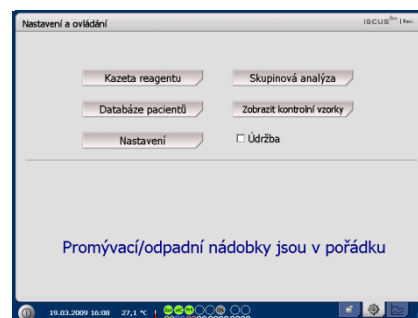 Nastavení a ovládání
ISCUS
Kazeta reagentu
Skupinová analýza
Databáze pacientů
Zobrazit kontrolní vzorky
Nastavení
Údržba
Promývací/odpadní nádobky jsou v pořádku
19.03.2009 16:08 27,1 °C